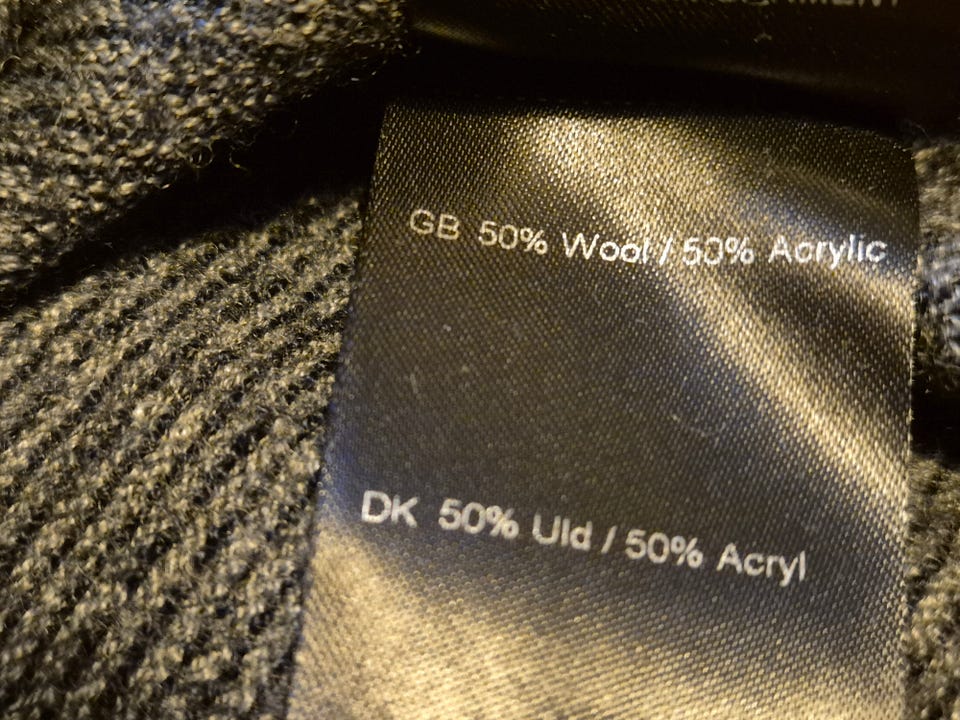 GB 50% Wool / 50% Acrylic
DK 50% Uld / 50% Acryl